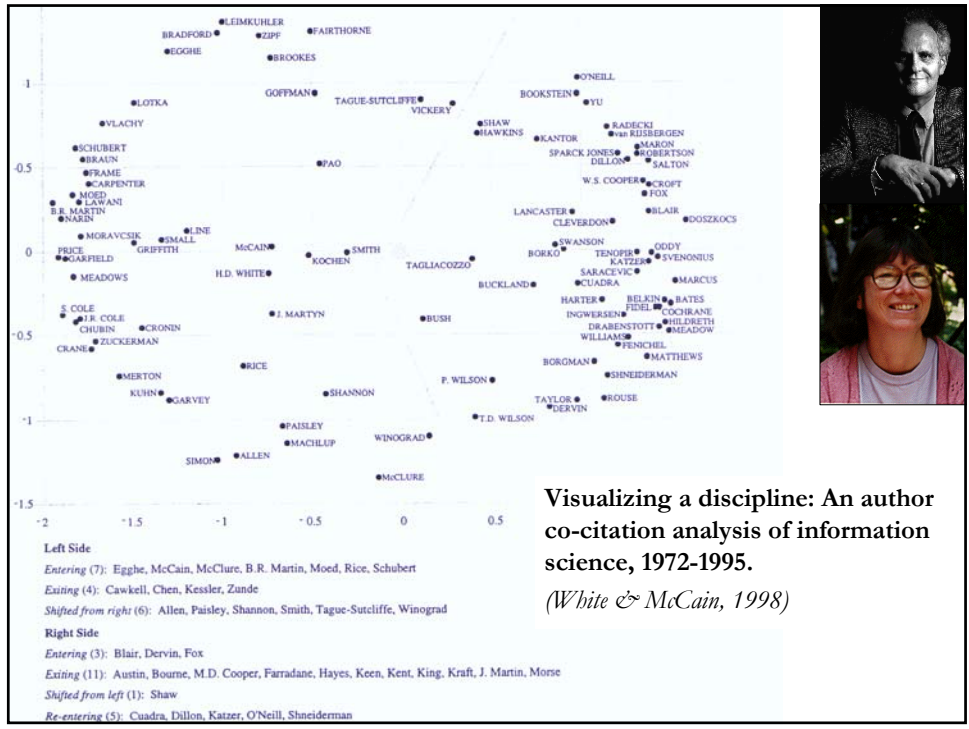 LEIMKUHLER
BRADFORD ZIPF FAIRTHORNE
EGGHE BROOKES
O'NEILL
1
GOFFMAN TAGUE-SUTCLIFFE BOOKSTEIN
LOTKA VICKERY YU
VLACHY SHAW RADECKI
HAWKINS KANTOR van RIJSBERGEN
MARON
SCHUBERT SPARCK JONES ROBERTSON
BRAUN PAO DILLON SALTON
-0.5
FRAME
CARPENTER W.S. COOPER CROFT
MOED FOX
LAWANI
B.R. MARTIN LANCASTER BLAIR
NARIN CLEVERDON DOSZKOCS
MORAVCSIK LINE
SMALL
GRIFFITH McCAIN SMITH SWANSON ODDY
0 PRICE KOCHEN BORKO TENOPIR
GARFIELD TAGLIACOZZO KATZER SVENONIUS
MEADOWS H.D. WHITE SARACEVIC
BUCKLAND CUADRA MARCUS
HARTER BELKIN BATES
S. COLE J. MARTYN FIDEL COCHRANE
J.R. COLE BUSH INGWERSEN HILDRETH
CHUBIN CRONIN DRABENSTOTT MEADOW
-0.5 ZUCKERMAN WILLIAMS
CRANE FENICHEL
MATTHEWS
RICE BORGMAN
MERTON P. WILSON SHNEIDERMAN
KUHN SHANNON
GARVEY TAYLOR ROUSE
DERVIN
-1 T.D. WILSON
PAISLEY
MACHLUP WINOGRAD
SIMON ALLEN
McCLURE
-1.5
-2 -1.5 -1 -0.5 0 0.5
Visualizing a discipline: An author
co-citation analysis of information
science, 1972-1995.
(White & McCain, 1998)
Left Side
Entering (7): Egghe, McCain, McClure, B.R. Martin, Moed, Rice, Schubert
Exiting (4): Cawkell, Chen, Kessler, Zunde
Shifted from right (6): Allen, Paisley, Shannon, Smith, Tague-Sutcliffe, Winograd
Right Side
Entering (3): Blair, Dervin, Fox
Exiting (11): Austin, Bourne, M.D. Cooper, Farradane, Hayes, Keen, Kent, King, Kraft, J. Martin, Morse
Shifted from left (1): Shaw
Re-entering (5): Cuadra, Dillon, Katzer, O'Neill, Shneiderman